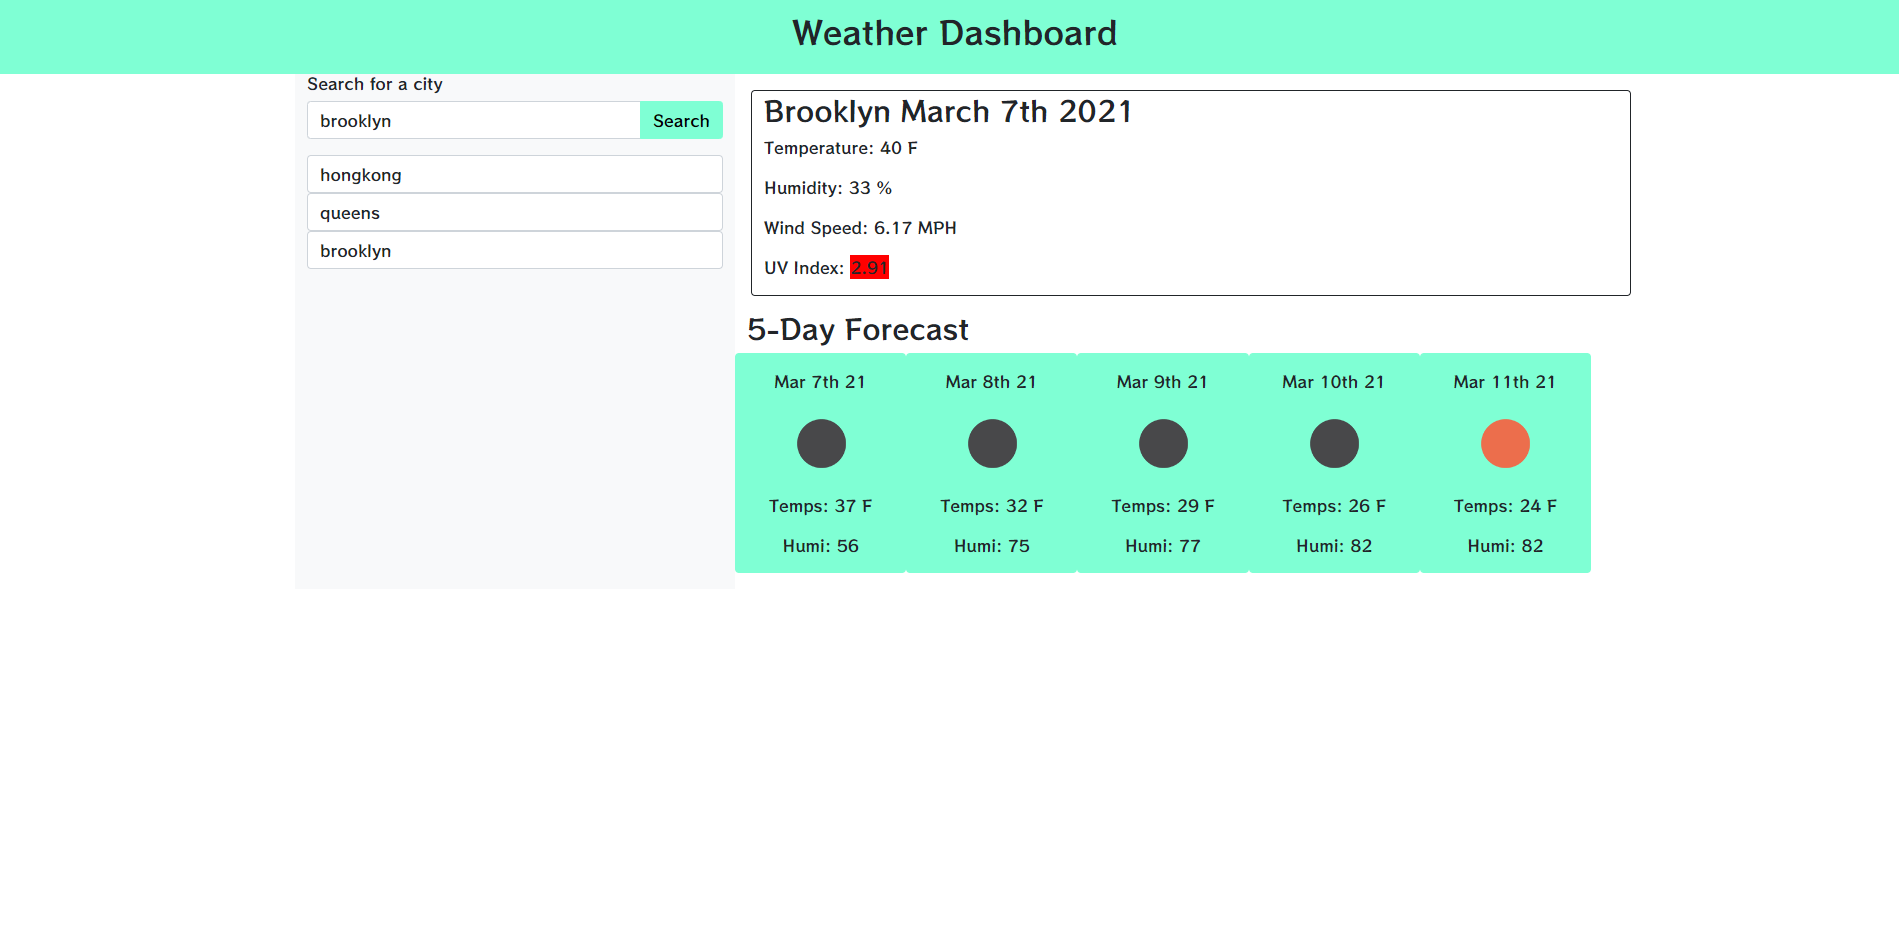 Weather Dashboard
Search for a city
brooklyn
Search
hongkong
queens
brooklyn
Brooklyn March 7th 2021
Temperature: 40 F
Humidity: 33 %
Wind Speed: 6.17 MPH
UV Index: 2.91
5-Day Forecast
Mar 7th 21
Temps: 37 F
Humi: 56
Mar 8th 21
Temps: 32 F
Humi: 75
Mar 9th 21
Temps: 29 F
Humi: 77
Mar 10th 21
Temps: 26 F
Humi: 82
Mar 11th 21
Temps: 24 F
Humi: 82